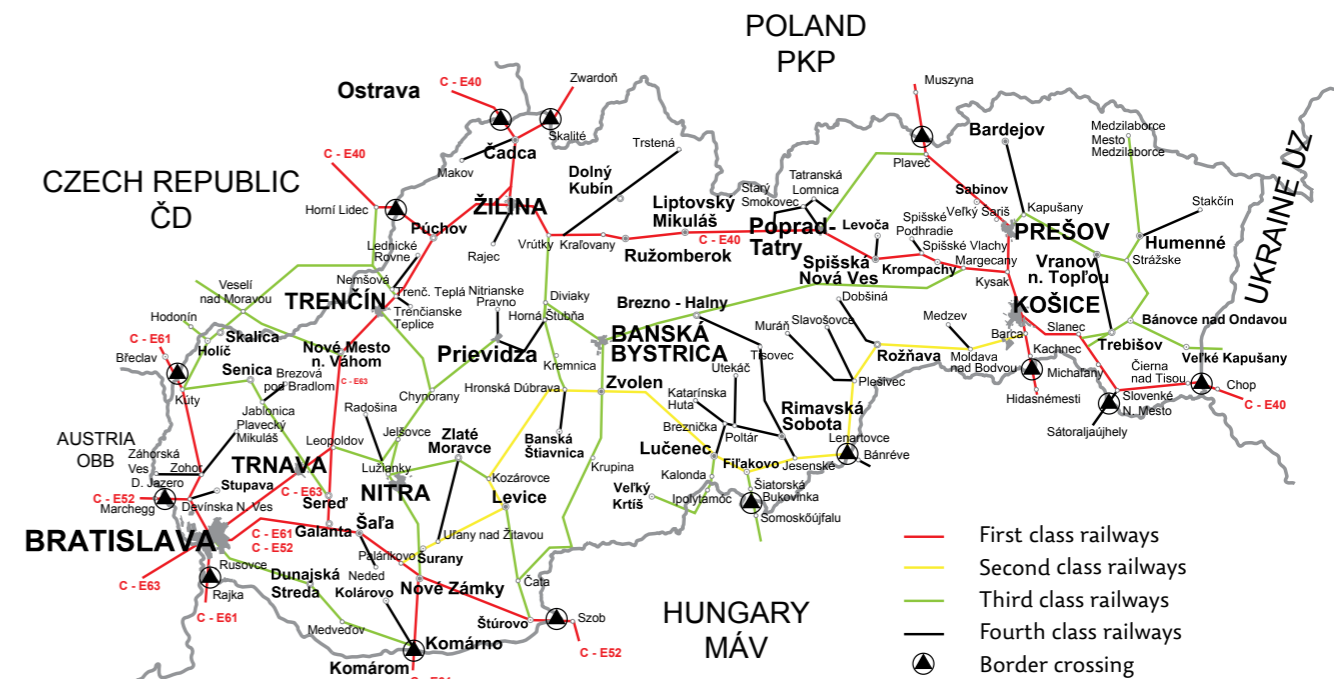 POLAND
PKP
Muszyna
Zwardoň
C - E40
Ostrava
Skalité
Čadca
Makov
Trstená
Bardejov
Medzilaborce
Mesto
Medzilaborce
UKRAINE UZ
C - E40
CZECH REPUBLIC
ČD
Dolný
Kubín
Starý
Smokovec
Tatranská
Lomnica
Plaveč
Sabinov
Veľký Šariš
Kapušany
Stakčín
Horní Lidec
Púchov
ŽILINA
Liptovský
Mikuláš
C - E40
Poprad-
Tatry
Levoča
Spišské
Podhradie
PREŠOV
Humenné
Lednické
Rovne
Rajec
Vrútky
Kraľovany
Ružomberok
Spišské Vlachy
Margecany
Krompachy
Spišská
Nová Ves
Kysak
Vranov
n. Topľou
Strážske
Veselí
nad Moravou
Nemšová
Trenč. Teplá
TRENČÍN
Trenčianske
Teplice
Nitrianske
Pravno
Diviaky
Horná Štubňa
Brezno - Halny
Dobšiná
KOŠICE
Hodonín
Skalica
Holíč
Nové Mesto
n. Váhom
Prievidza
BANSKÁ
BYSTRICA
Muráň
Slavošovce
Medzev
Barca
Slanec
Bánovce nad Ondavou
Trebišov
C - E61
Břeclav
Senica
Brezová
pod Bradlom
C - E63
Kremnica
Tisovec
Rožňava
Moldava
nad Bodvou
Kachnec
Michaľany
Veľké Kapušany
Čierna
nad Tisou
Kúty
Jablonica
Plavecký
Mikuláš
Radošina
Chynorany
Hronská Dúbrava
Zvolen
Utekáč
Katarínska
Huta
Plešivec
Hidasnémesti
Slovenké
N. Mesto
Chop
C - E40
AUSTRIA
OBB
Záhorská
Ves
Zohor
D. Jazero
Leopoldov
Jelšovce
Zlaté
Moravce
Banská
Štiavnica
Breznička
Poltár
Rimavská
Sobota
Lenartovce
Bánréve
Sátoraljaújhely
TRNAVA
Lužianky
NITRA
Kozárovce
Krupina
Lučenec
Fiľakovo
Jesenské
C - E52
Marchegg
Stupava
Devínska N. Ves
C - E63
Sereď
Levice
Veľký
Krtíš
Kalonda
Ipolytarnóc
Šiatorská
Bukovinka
Somoskőújfalu
BRATISLAVA
C - E61
C - E52
Galanta
Šaľa
Palárikovo
Šurany
Uľany nad Žitavou
C - E63
Rusovce
Rajka
C - E61
Dunajská
Streda
Neded
Kolárovo
Nové Zámky
Čata
Medveďov
Komárno
Komárom
Štúrovo
Szob
C - E52
HUNGARY
MÁV
First class railways
Second class railways
Third class railways
Fourth class railways
Border crossing